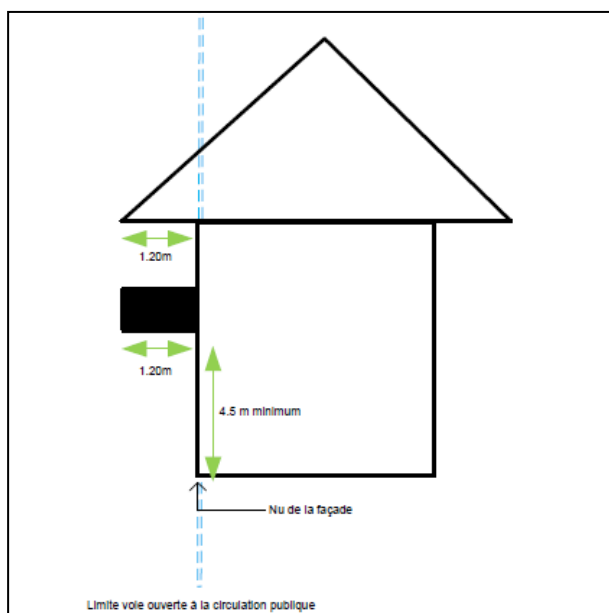 1.20m
1.20m
4.5 m minimum
Nu de la façade
Limite voie ouverte à la circulation publique